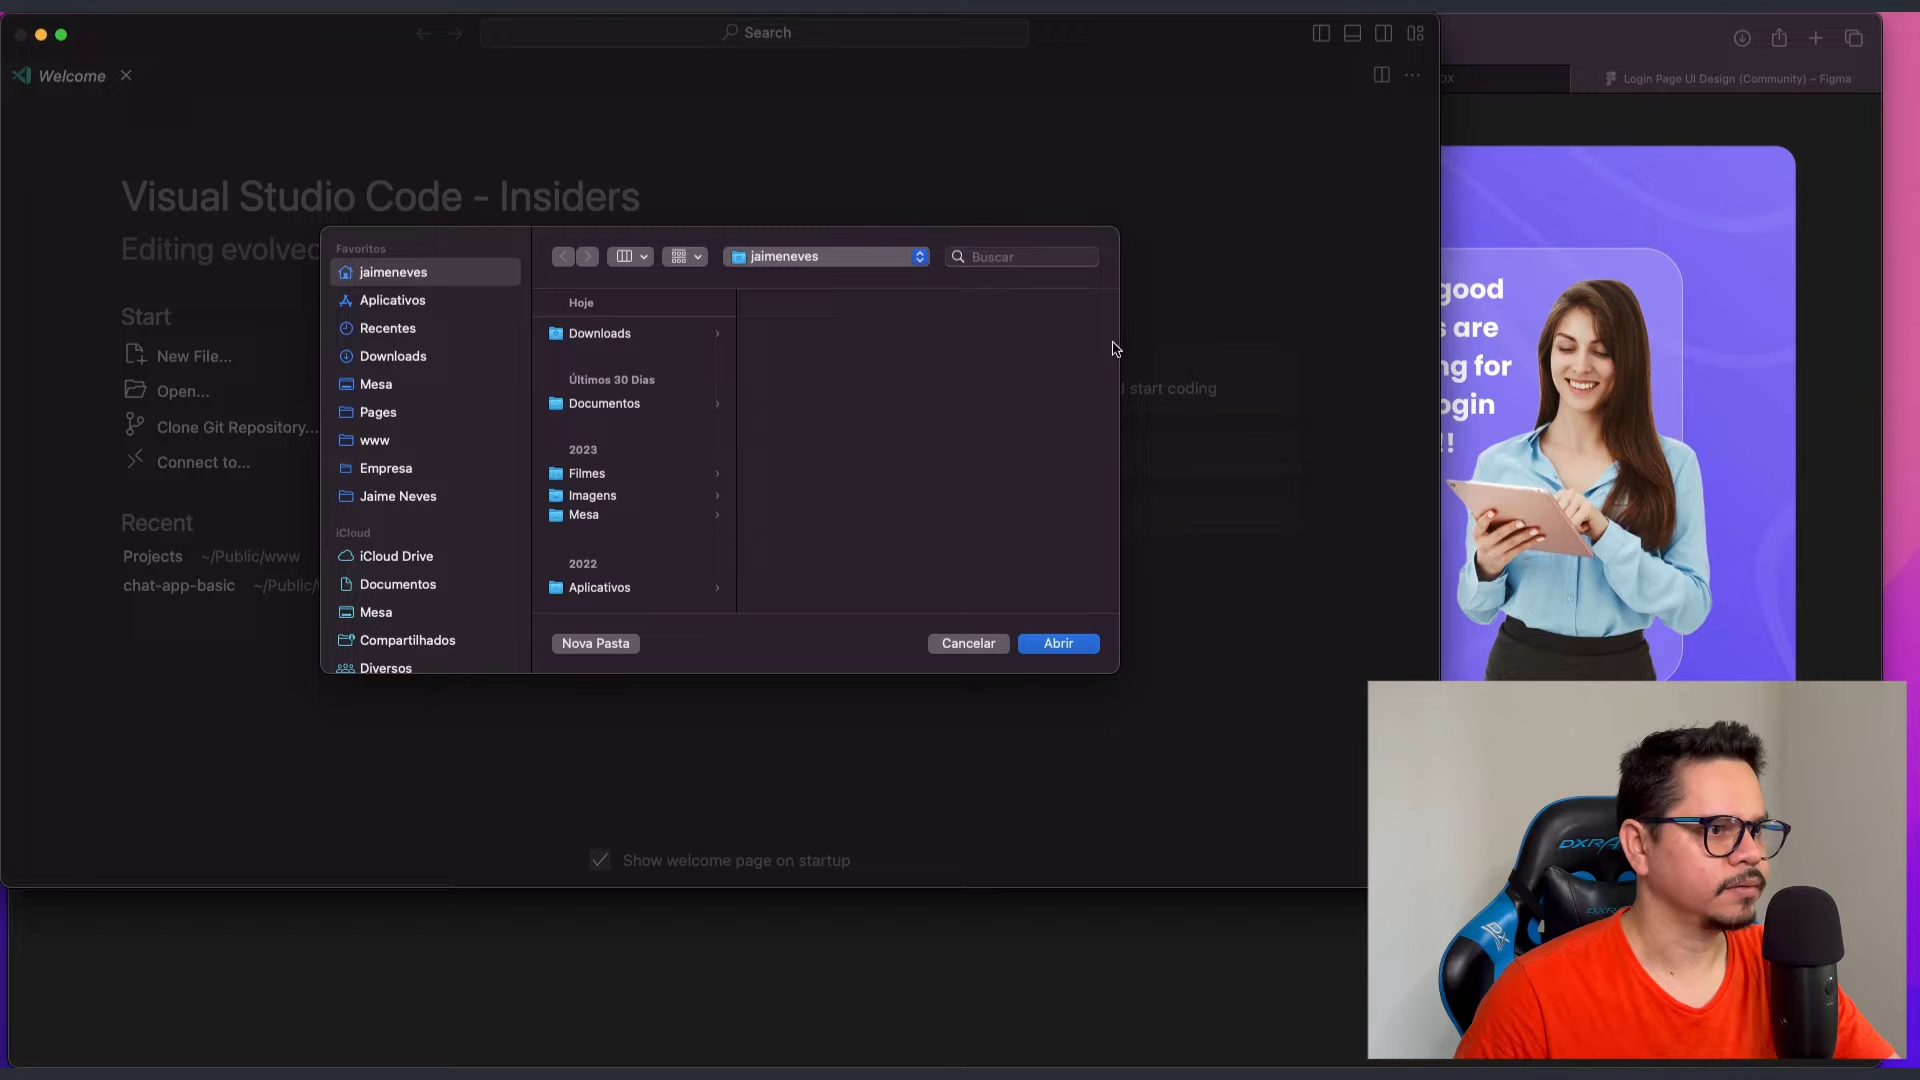 Search
Welcome
Login Page UI Design (Community) – Figma
Visual Studio Code - Insiders
Editing evolved
Start
New File...
Open...
Clone Git Repository...
Connect to...
Recent
Projects ~/Public/www
chat-app-basic ~/Public/
start coding
Show welcome page on startup
Favoritos
jaimeneves
Aplicativos
Recentes
Downloads
Mesa
Pages
www
Empresa
Jaime Neves
iCloud
iCloud Drive
Documentos
Mesa
Compartilhados
Diversos
jaimeneves
Buscar
Hoje
Downloads
Últimos 30 Dias
Documentos
2023
Filmes
Imagens
Mesa
2022
Aplicativos
Nova Pasta
Cancelar
Abrir
good
s are
ng for
ogin
!!
DX